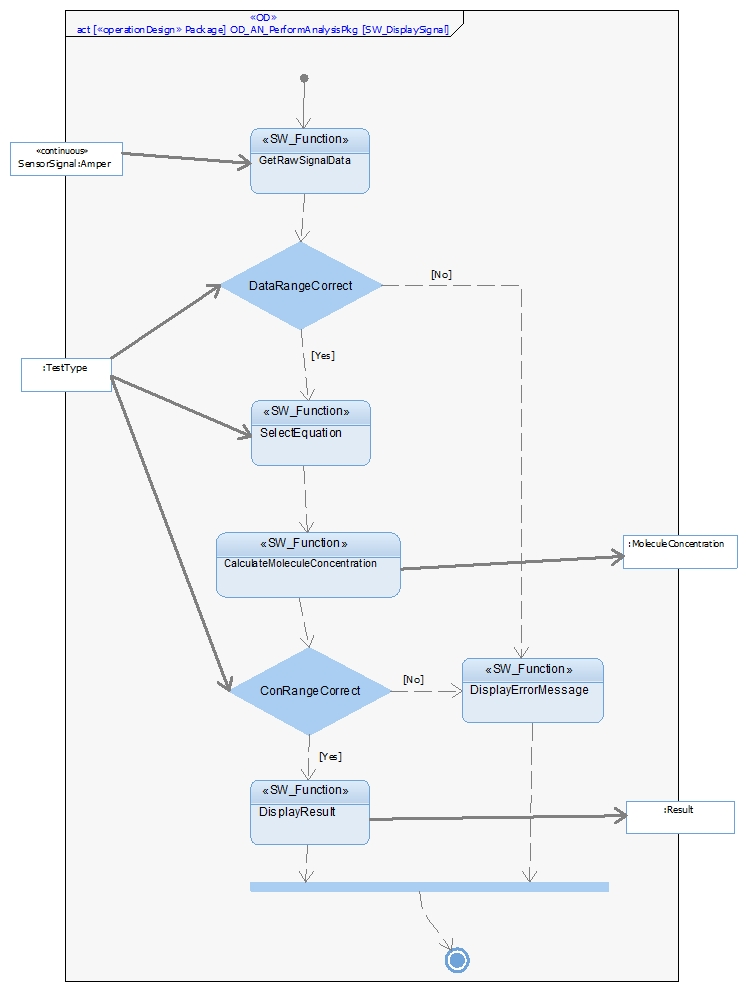 «OD»
act [«operationDesign» Package] OD_AN_PerformAnalysisPkg [SW_DisplaySignal]
«SW_Function»
GetRawSignalData
«continuous»
SensorSignal:Amper
DataRangeCorrect
[No]
[Yes]
:TestType
«SW_Function»
SelectEquation
«SW_Function»
CalculateMoleculeConcentration
:MoleculeConcentration
ConRangeCorrect
[No]
«SW_Function»
DisplayErrorMessage
[Yes]
«SW_Function»
DisplayResult
:Result